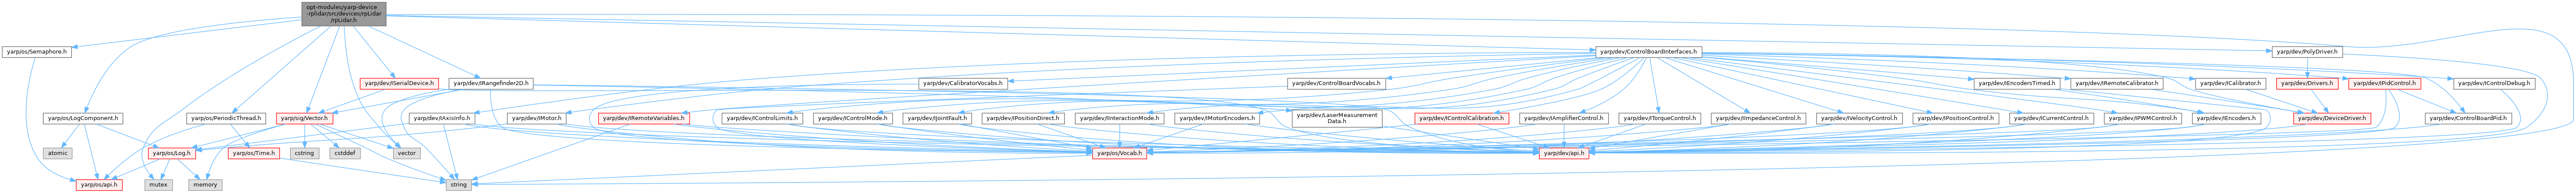 opt-modules/yarp-device
-rplidar/src/devices/rpLidar
/rpLidar.h
yarp/os/Semaphore.h
yarp/dev/ControlBoardInterfaces.h
yarp/dev/PolyDriver.h
yarp/dev/ISerialDevice.h
yarp/dev/IRangefinder2D.h
yarp/dev/CalibratorVocabs.h
yarp/dev/ControlBoardVocabs.h
yarp/dev/IEncodersTimed.h
yarp/dev/IRemoteCalibrator.h
yarp/dev/ICalibrator.h
yarp/dev/Drivers.h
yarp/dev/IPidControl.h
yarp/dev/IControlDebug.h
yarp/os/LogComponent.h
yarp/os/PeriodicThread.h
yarp/sig/Vector.h
yarp/dev/IAxisInfo.h
yarp/dev/IMotor.h
yarp/dev/IRemoteVariables.h
yarp/dev/IControlLimits.h
yarp/dev/IControlMode.h
yarp/dev/IJointFault.h
yarp/dev/IPositionDirect.h
yarp/dev/IInteractionMode.h
yarp/dev/IMotorEncoders.h
yarp/dev/LaserMeasurement
Data.h
yarp/dev/IControlCalibration.h
yarp/dev/IAmplifierControl.h
yarp/dev/ITorqueControl.h
yarp/dev/IImpedanceControl.h
yarp/dev/IVelocityControl.h
yarp/dev/IPositionControl.h
yarp/dev/ICurrentControl.h
yarp/dev/IPWMControl.h
yarp/dev/IEncoders.h
yarp/dev/DeviceDriver.h
yarp/dev/ControlBoardPid.h
atomic
yarp/os/Log.h
yarp/os/Time.h
cstring
cstddef
vector
yarp/os/Vocab.h
yarp/dev/api.h
yarp/os/api.h
mutex
memory
string